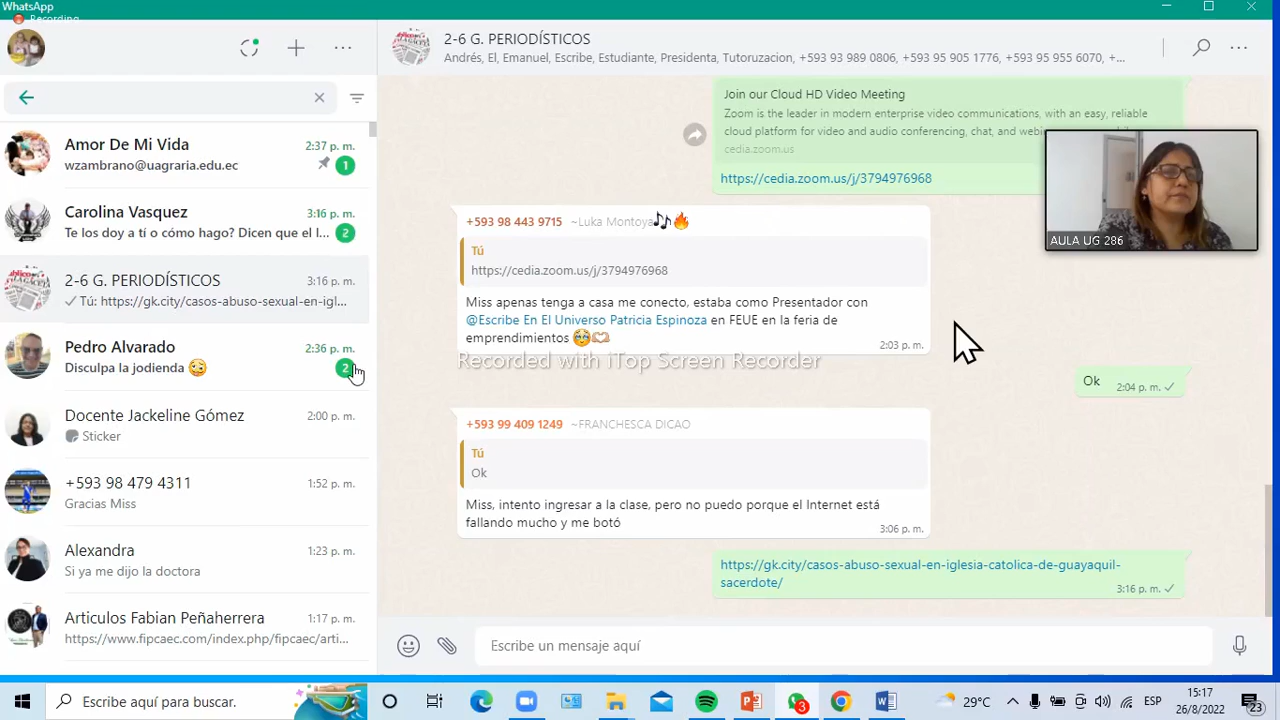 WhatsApp
Recording
2-6 G. PERIODÍSTICOS
Andrés, El, Emanuel, Escribe, Estudiante, Presidenta, Tutoruzacion, +593 93 989 0806, +593 95 905 1776, +593 95 955 6070, +...
Amor De Mi Vida
2:37 p. m.
wzambrano@uagraria.edu.ec
1
Carolina Vasquez
3:16 p. m.
Te los doy a tí o cómo hago? Dicen que el l...
2
2-6 G. PERIODÍSTICOS
3:16 p. m.
Tú: https://gk.city/casos-abuso-sexual-en-igl...
Pedro Alvarado
2:36 p. m.
Disculpa la jodienda
2
Docente Jackeline Gómez
2:00 p. m.
Sticker
+593 98 479 4311
1:52 p. m.
Gracias Miss
Alexandra
1:23 p. m.
Si ya me dijo la doctora
Articulos Fabian Peñaherrera
1:17 p. m.
https://www.fipcaec.com/index.php/fipcaec/arti...
Join our Cloud HD Video Meeting
Zoom is the leader in modern enterprise video communications, with an easy, reliable
cloud platform for video and audio conferencing, chat, and
cedia.zoom.us
https://cedia.zoom.us/j/3794976968
AULA UG 286
+593 98 443 9715 ~Luka Montoya
Tú
https://cedia.zoom.us/j/3794976968
Miss apenas tenga a casa me conecto, estaba como Presentador con
@Escribe En El Universo Patricia Espinoza en FEUE en la feria de
emprendimientos
2:03 p. m.
Recorded with iTop Screen Recorder
Ok
2:04 p. m.
+593 99 409 1249 ~FRANCHESCA DICAO
Tú
Ok
Miss, intento ingresar a la clase, pero no puedo porque el Internet está
fallando mucho y me botó
3:06 p. m.
https://gk.city/casos-abuso-sexual-en-iglesia-catolica-de-guayaquil-
sacerdote/
3:16 p. m.
Escribe un mensaje aquí
Escribe aquí para buscar.
3
29°C
ESP
15:17
26/8/2022
23